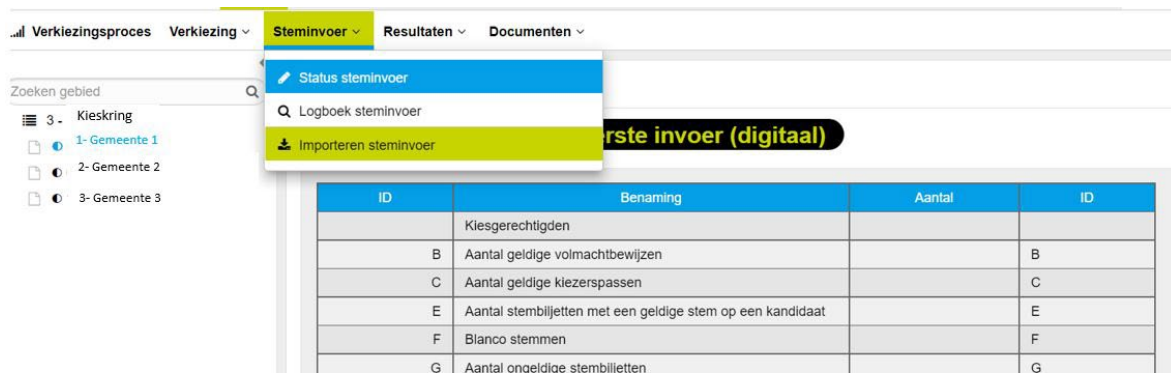 Verkiezingsproces Verkiezing Steminvoer Resultaten Documenten
Zoeken gebied
3 - Kieskring
1- Gemeente 1
2- Gemeente 2
3- Gemeente 3
Status steminvoer
Logboek steminvoer
Importeren steminvoer
rste invoer (digitaal)
ID Benaming Aantal ID
Kiesgerechtigden
B Aantal geldige volmachtbewijzen B
C Aantal geldige kiezerspassen C
E Aantal stembiljetten met een geldige stem op een kandidaat E
F Blanco stemmen F
G Aantal ongeldige stembiljetten G